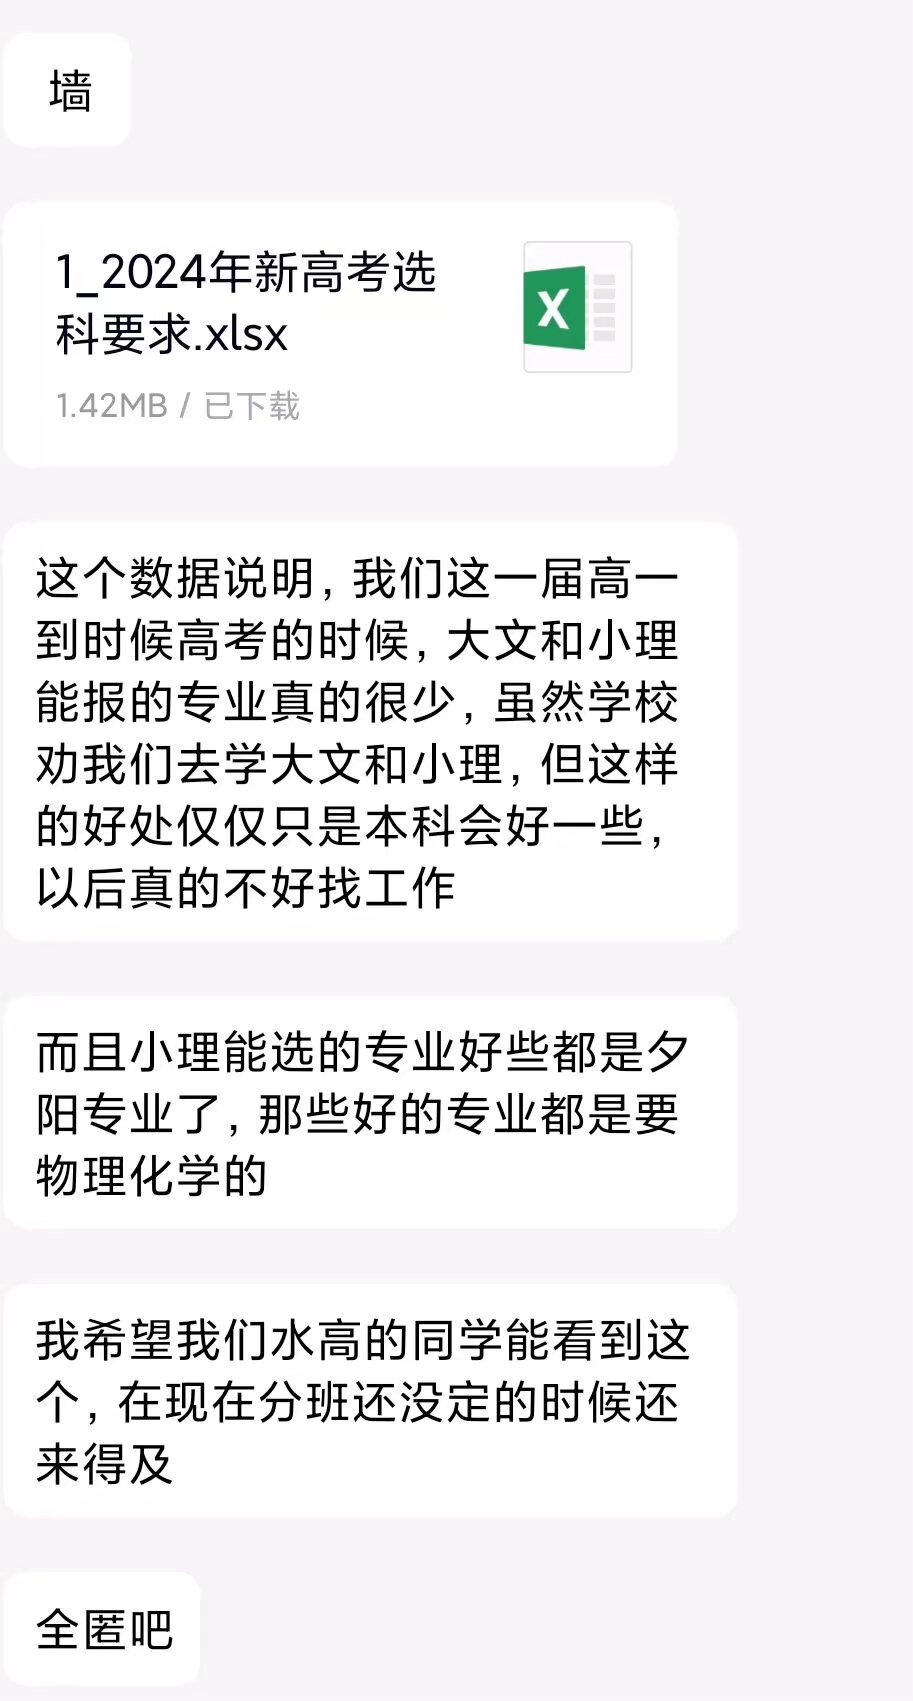 墙
1_2024年新高考选
科要求.xlsx
X
1.42MB / 已下载
这个数据说明，我们这一届高一
到时候高考的时候，大文和小理
能报的专业真的很少，虽然学校
劝我们去学大文和小理，但这样
的好处仅仅只是本科会好一些，
以后真的不好找工作
而且小理能选的专业好些都是夕
阳专业了，那些好的专业都是要
物理化学的
我希望我们水高的同学能看到这
个，在现在分班还没定的时候还
来得及
全匿吧